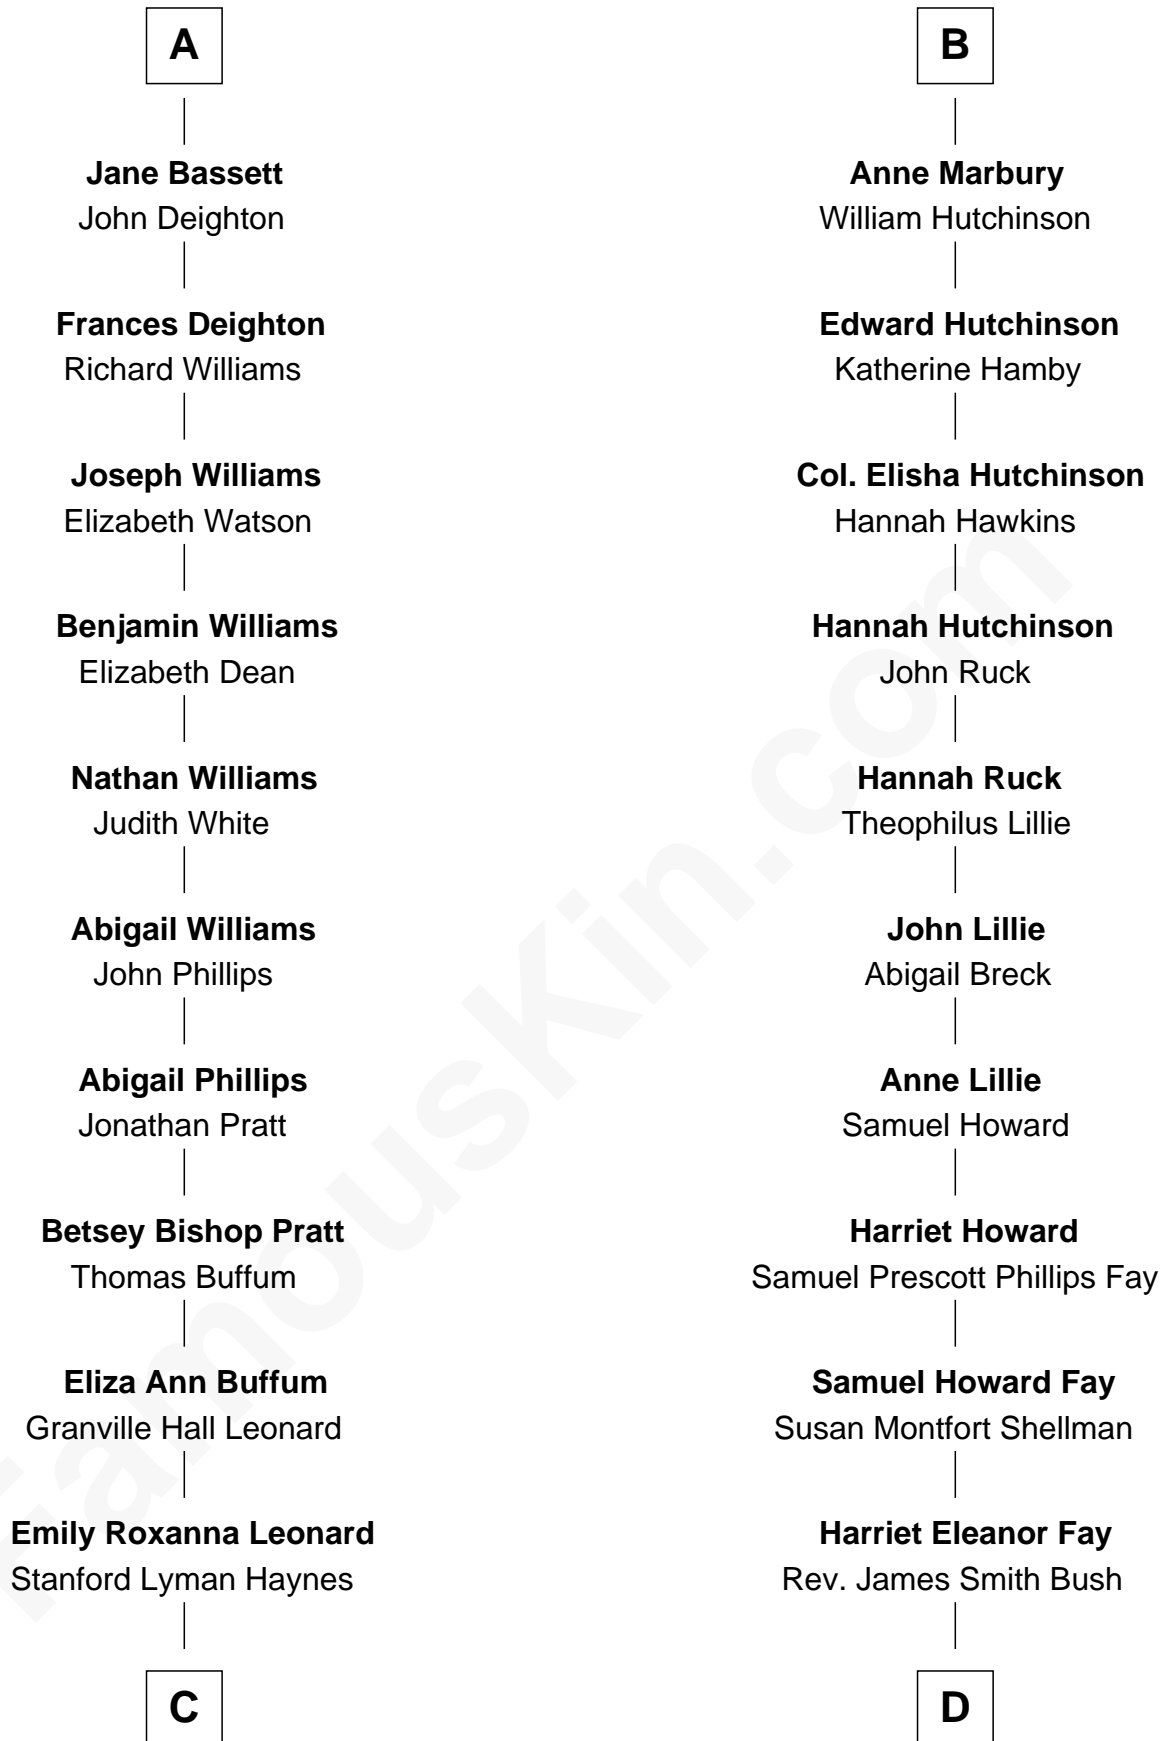 A
Jane Bassett
John Deighton
Frances Deighton
Richard Williams
Joseph Williams
Elizabeth Watson
Benjamin Williams
Elizabeth Dean
Nathan Williams
Judith White
Abigail Williams
John Phillips
Abigail Phillips
Jonathan Pratt
Betsey Bishop Pratt
Thomas Buffum
Eliza Ann Buffum
Granville Hall Leonard
Emily Roxanna Leonard
Stanford Lyman Haynes
C
B
Anne Marbury
William Hutchinson
Edward Hutchinson
Katherine Hamby
Col. Elisha Hutchinson
Hannah Hawkins
Hannah Hutchinson
John Ruck
Hannah Ruck
Theophilus Lillie
John Lillie
Abigail Breck
Anne Lillie
Samuel Howard
Harriet Howard
Samuel Prescott Phillips Fay
Samuel Howard Fay
Susan Montfort Shellman
Harriet Eleanor Fay
Rev. James Smith Bush
D
FamousKin.com